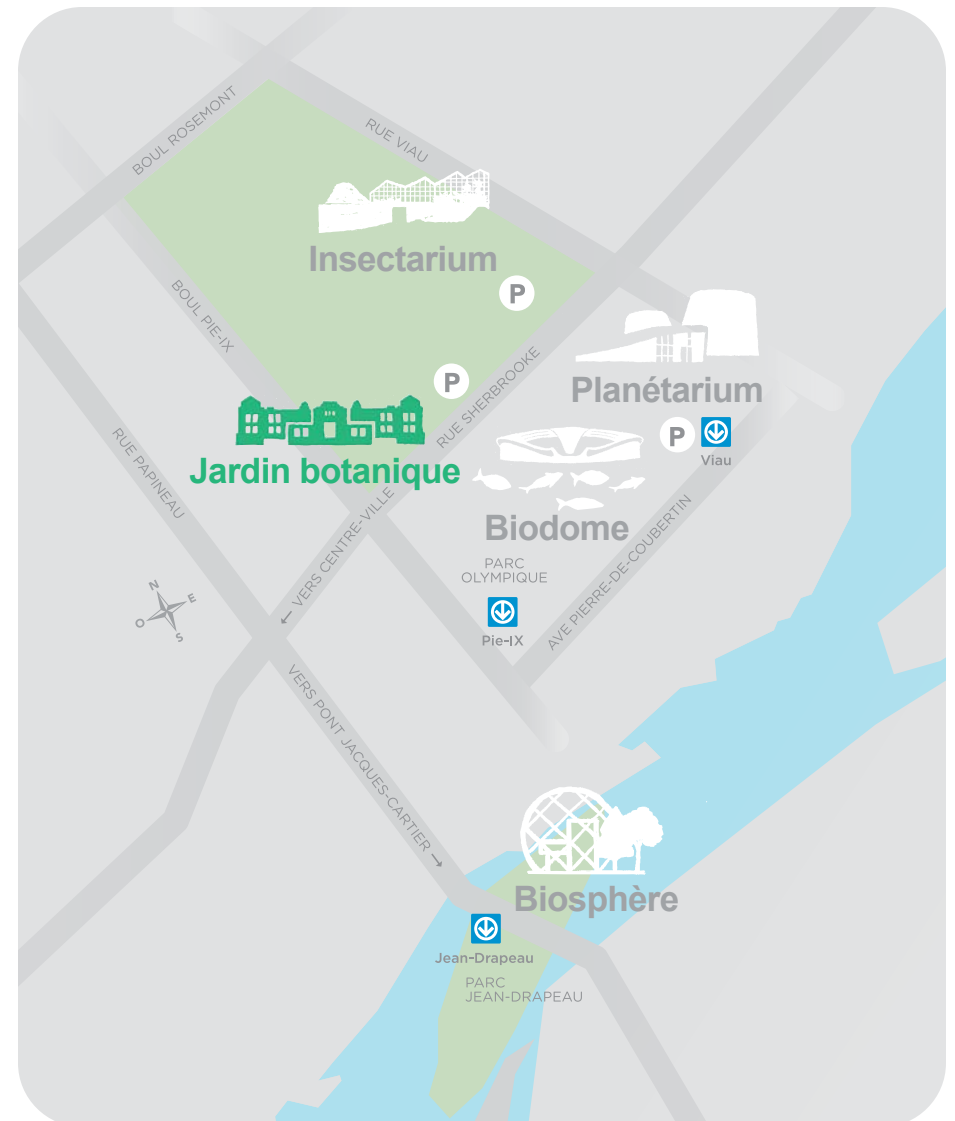 BOUL ROSEMONT
RUE VIAU
Insectarium
P
BOUL PIE-IX
P
RUE SHERBROOKE
Planétarium
P
Viau
Jardin botanique
RUE PAPINEAU
Biodome
← VERS CENTRE-VILLE
PARC
OLYMPIQUE
AVE PIERRE-DE-COUBERTIN
Pie-IX
N
E
O
S
VERS PONT JACQUES-CARTIER →
Biosphère
Jean-Drapeau
PARC
JEAN-DRAPEAU